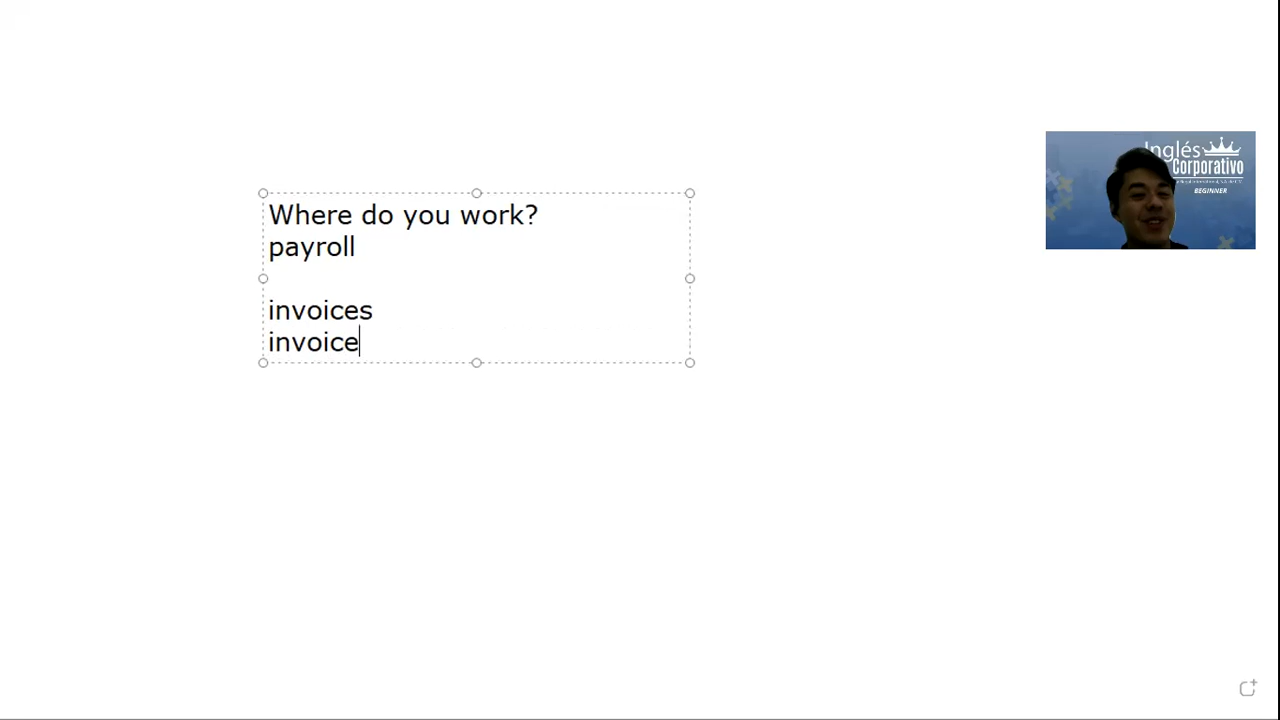 Where do you work?
payroll
invoices
invoice
Inglés
Corporativo
BEGINNER